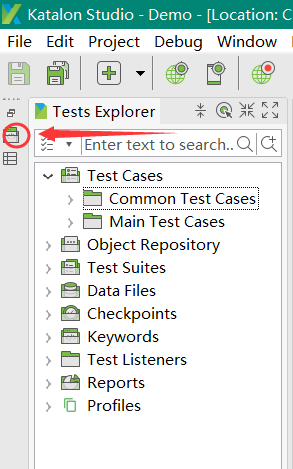 Katalon Studio - Demo - [Location: C
File Edit Project Debug Window
Tests Explorer
Enter text to search...
Test Cases
Common Test Cases
Main Test Cases
Object Repository
Test Suites
Data Files
Checkpoints
Keywords
Test Listeners
Reports
Profiles